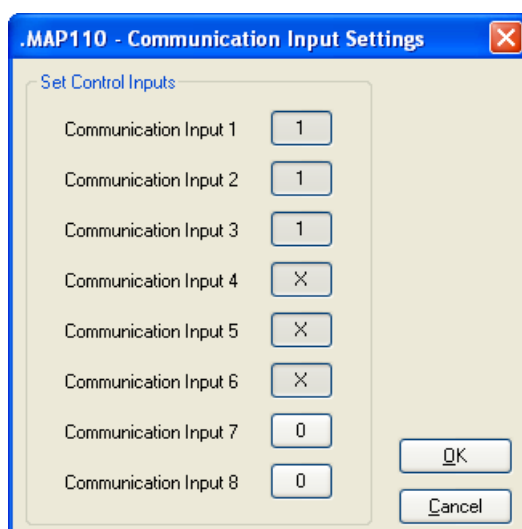 .MAP110 - Communication Input Settings
Set Control Inputs
Communication Input 1 1
Communication Input 2 1
Communication Input 3 1
Communication Input 4 X
Communication Input 5 X
Communication Input 6 X
Communication Input 7 0
Communication Input 8 0
OK
Cancel